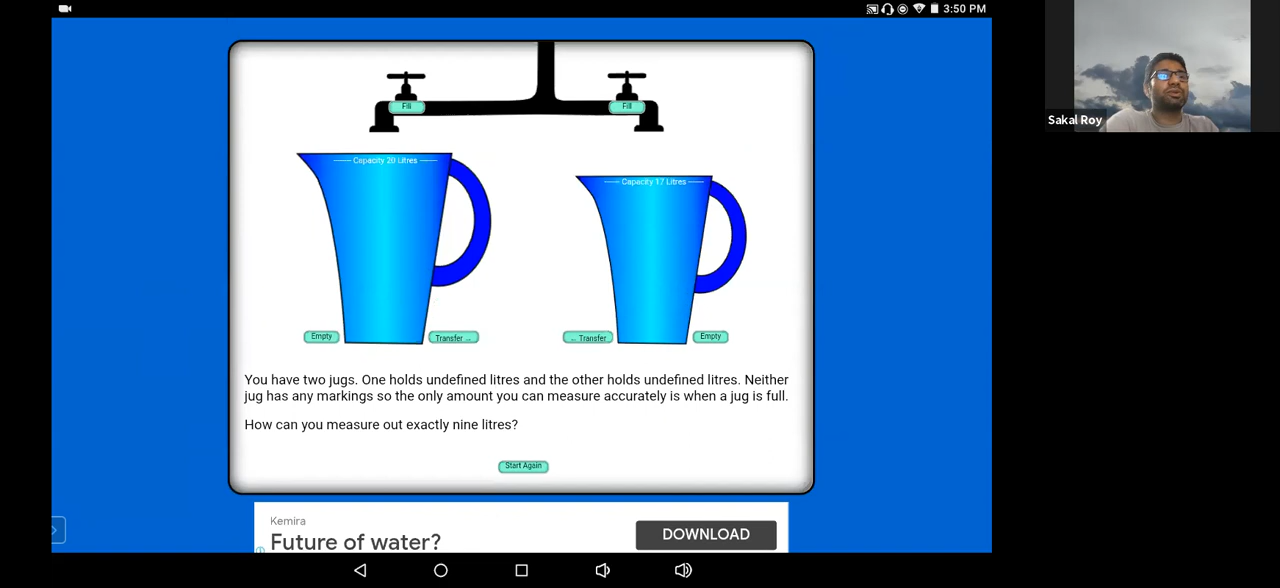 3:50 PM
Sakal Roy
Fill
Fill
Capacity 20 Litres
Capacity 17 Litres
Empty
Transfer ...
... Transfer
Empty
You have two jugs. One holds undefined litres and the other holds undefined litres. Neither
jug has any markings so the only amount you can measure accurately is when a jug is full.
How can you measure out exactly nine litres?
Start Again
Kemira
Future of water?
DOWNLOAD